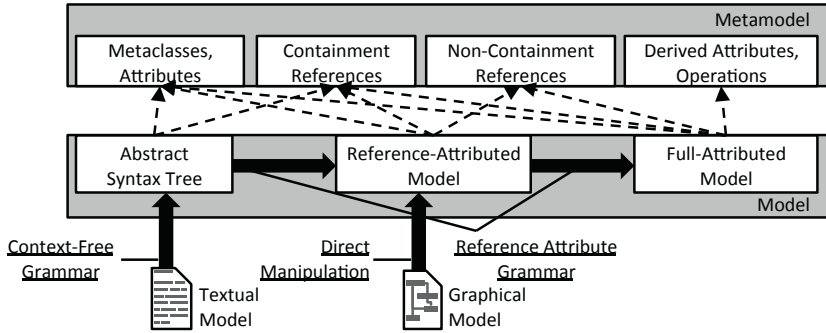 Metamodel
Metaclasses,
Attributes
Containment
References
Non-Containment
References
Derived Attributes,
Operations
Abstract
Syntax Tree
Reference-Attributed
Model
Full-Attributed
Model
Model
Context-Free
Grammar
Textual
Model
Direct
Manipulation
Graphical
Model
Reference Attribute
Grammar